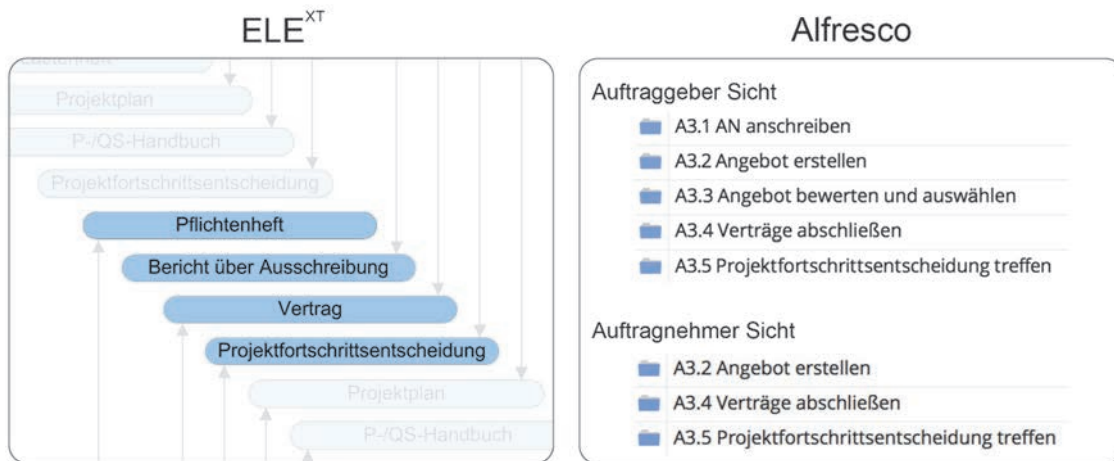 ELE^XT
Projektplan
P-/QS-Handbuch
Projektfortschrittsentscheidung
Pflichtenheft
Bericht über Ausschreibung
Vertrag
Projektfortschrittsentscheidung
Projektplan
P-/QS-Handbuch
Alfresco
Auftraggeber Sicht
A3.1 AN anschreiben
A3.2 Angebot erstellen
A3.3 Angebot bewerten und auswählen
A3.4 Verträge abschließen
A3.5 Projektfortschrittsentscheidung treffen
Auftragnehmer Sicht
A3.2 Angebot erstellen
A3.4 Verträge abschließen
A3.5 Projektfortschrittsentscheidung treffen